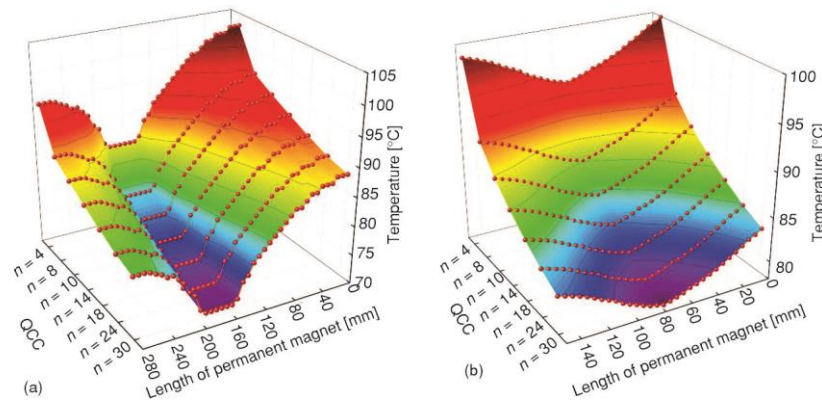 105
100
95
90
85
80
75
70
Temperature [°C]
n = 4
n = 8
n = 10
n = 14
n = 18
n = 24
n = 30
QCC
280
240
200
160
120
80
40
0
Length of permanent magnet [mm]
(a)
100
95
90
85
80
Temperature [°C]
n = 4
n = 8
n = 10
n = 14
n = 18
n = 24
n = 30
QCC
140
120
100
80
60
40
20
0
Length of permanent magnet [mm]
(b)